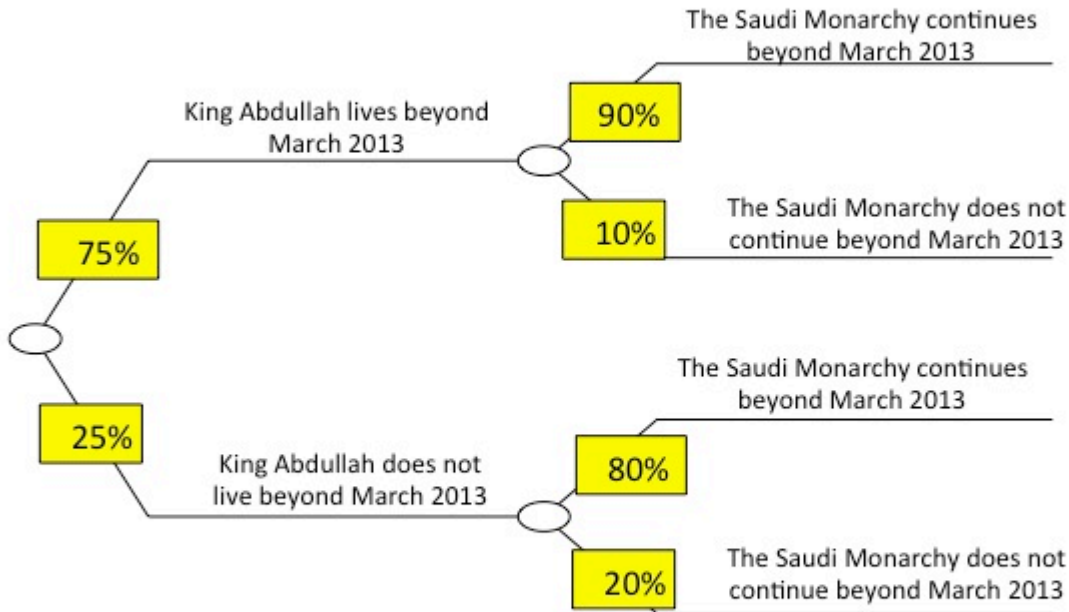 The Saudi Monarchy continues
beyond March 2013
90%
King Abdullah lives beyond
March 2013
10%
The Saudi Monarchy does not
continue beyond March 2013
75%
25%
The Saudi Monarchy continues
beyond March 2013
80%
King Abdullah does not
live beyond March 2013
20%
The Saudi Monarchy does not
continue beyond March 2013